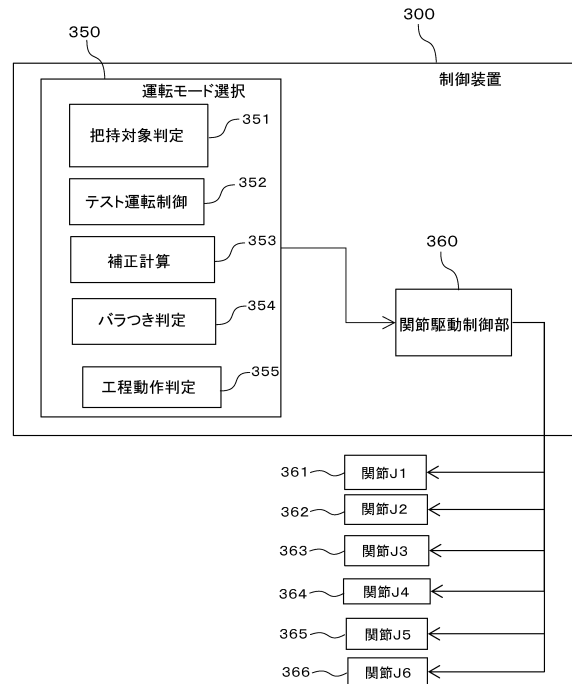 350
300
制御装置
運転モード選択
把持対象判定
351
テスト運転制御
352
補正計算
353
バラつき判定
354
工程動作判定
355
360
関節駆動制御部
361
関節J1
362
関節J2
363
関節J3
364
関節J4
365
関節J5
366
関節J6